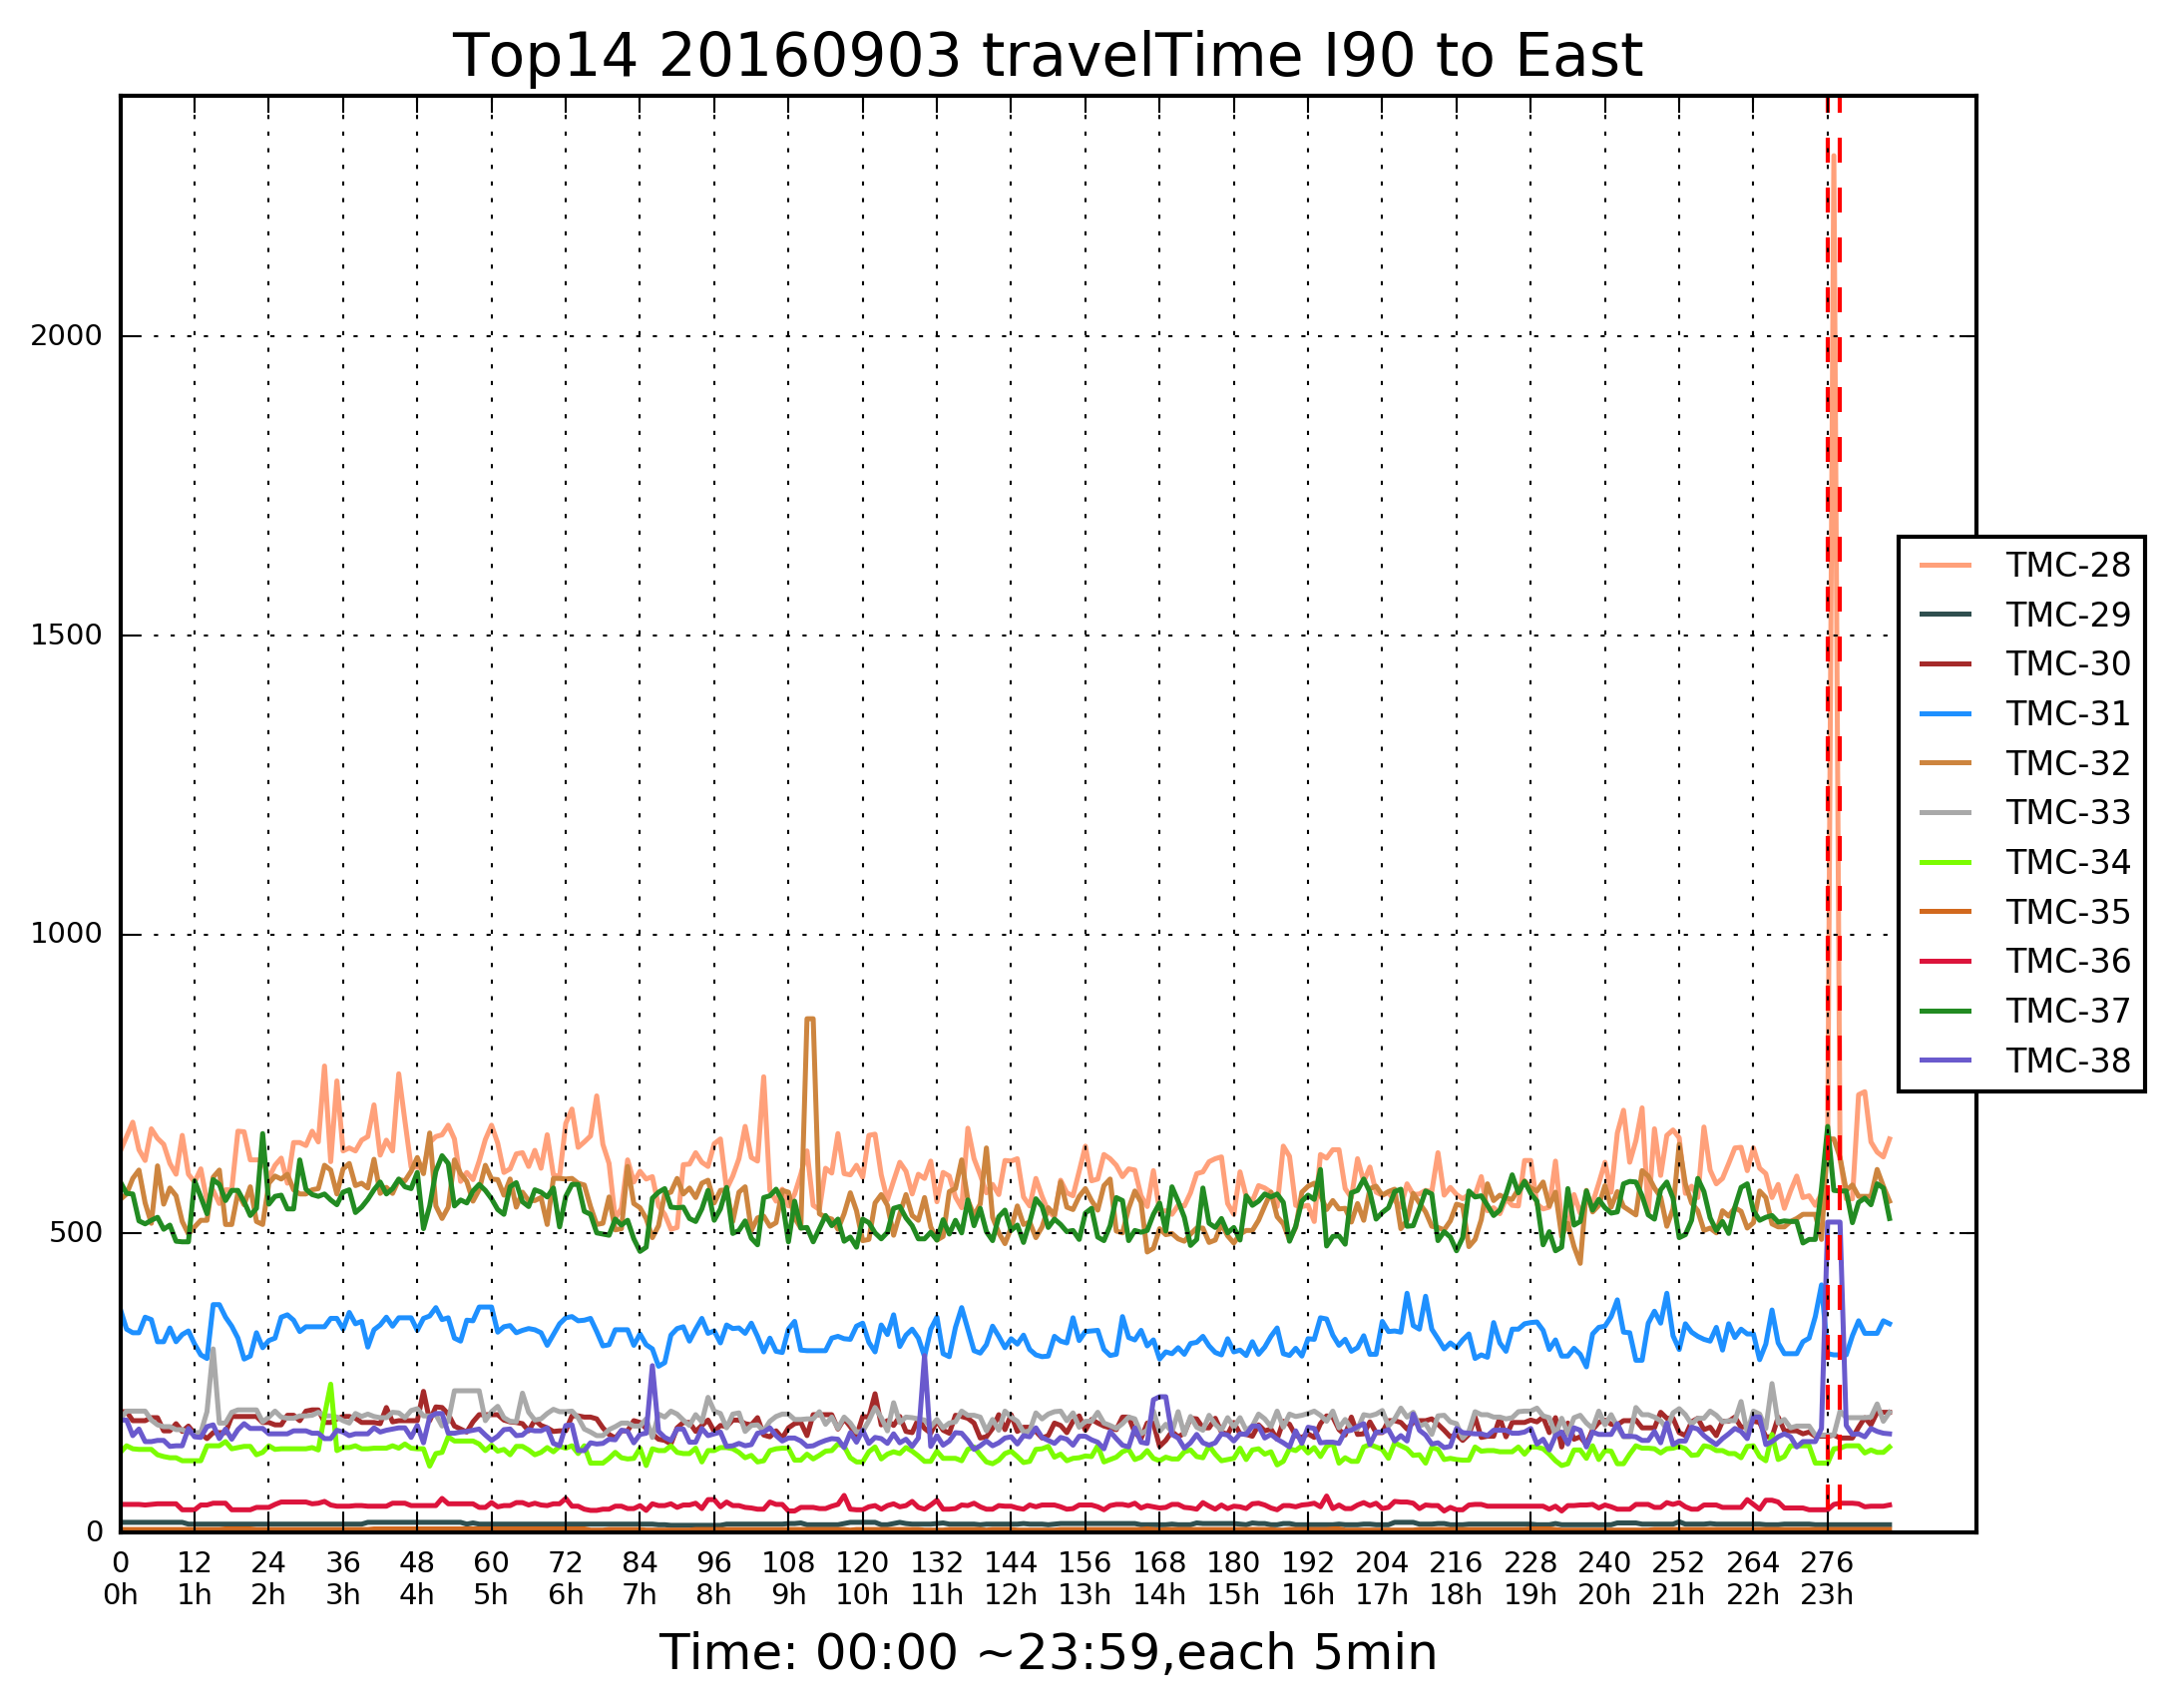 Top14 20160903 travelTime I90 to East
2000
1500
1000
500
0
TMC-28
TMC-29
TMC-30
TMC-31
TMC-32
TMC-33
TMC-34
TMC-35
TMC-36
TMC-37
TMC-38
0 12 24 36 48 60 72 84 96 108 120 132 144 156 168 180 192 204 216 228 240 252 264 276
0h 1h 2h 3h 4h 5h 6h 7h 8h 9h 10h 11h 12h 13h 14h 15h 16h 17h 18h 19h 20h 21h 22h 23h
Time: 00:00 ~23:59,each 5min